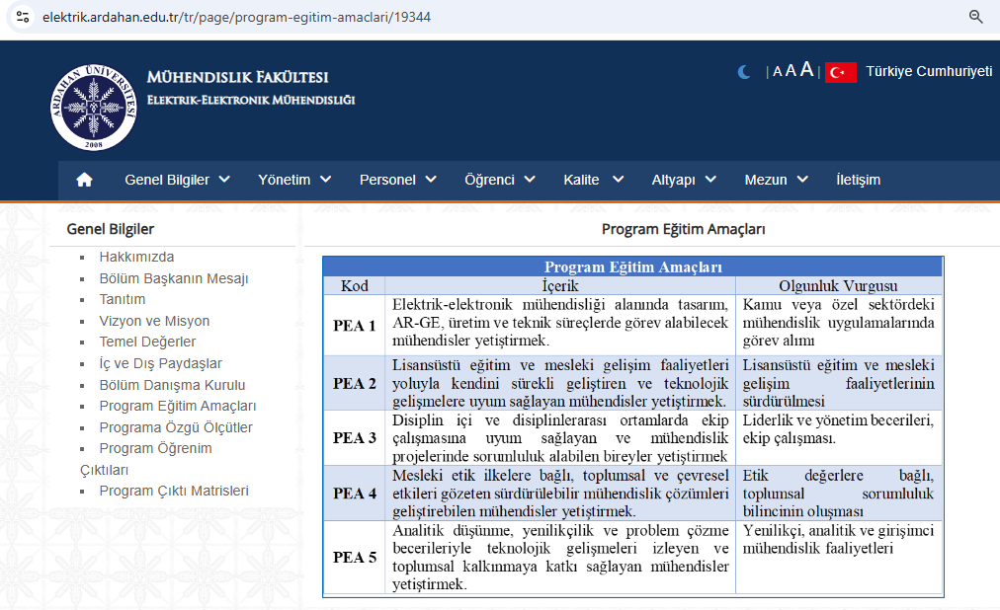 elektrik.ardahan.edu.tr/tr/page/program-egitim-amaclari/19344
ARDAHAN ÜNİVERSİTESİ
2008
MÜHENDISLIK FAKÜLTESI
ELEKTRIK-ELEKTRONIK MÜHENDISLIĞI
| A A A |
Türkiye Cumhuriyeti
Genel Bilgiler
Yönetim
Personel
Öğrenci
Kalite
Altyapı
Mezun
İletişim
Genel Bilgiler
Hakkımızda
Bölüm Başkanın Mesajı
Tanıtım
Vizyon ve Misyon
Temel Değerler
İç ve Dış Paydaşlar
Bölüm Danışma Kurulu
Program Eğitim Amaçları
Programa Özgü Ölçütler
Program Öğrenim
Çıktıları
Program Çıktı Matrisleri
Program Eğitim Amaçları
Program Eğitim Amaçları
Kod
İçerik
Olgunluk Vurgusu
PEA 1
Elektrik-elektronik mühendisliği alanında tasarım,
AR-GE, üretim ve teknik süreçlerde görev alabilecek
mühendisler yetiştirmek.
Kamu veya özel sektördeki
mühendislik uygulamalarında
görev alımı
PEA 2
Lisansüstü eğitim ve mesleki gelişim faaliyetleri
yoluyla kendini sürekli geliştiren ve teknolojik
gelişmelere uyum sağlayan mühendisler yetiştirmek.
Lisansüstü eğitim ve mesleki
gelişim faaliyetlerinin
sürdürülmesi
PEA 3
Disiplin içi ve disiplinlerarası ortamlarda ekip
çalışmasına uyum sağlayan ve mühendislik
projelerinde sorumluluk alabilen bireyler yetiştirmek
Liderlik ve yönetim becerileri,
ekip çalışması.
PEA 4
Mesleki etik ilkelere bağlı, toplumsal ve çevresel
etkileri gözeten sürdürülebilir mühendislik çözümleri
geliştirebilen mühendisler yetiştirmek.
Etik değerlere bağlı,
toplumsal sorumluluk
bilincinin oluşması
PEA 5
Analitik düşünme, yenilikçilik ve problem çözme
becerileriyle teknolojik gelişmeleri izleyen ve
toplumsal kalkınmaya katkı sağlayan mühendisler
yetiştirmek.
Yenilikçi, analitik ve girişimci
mühendislik faaliyetleri